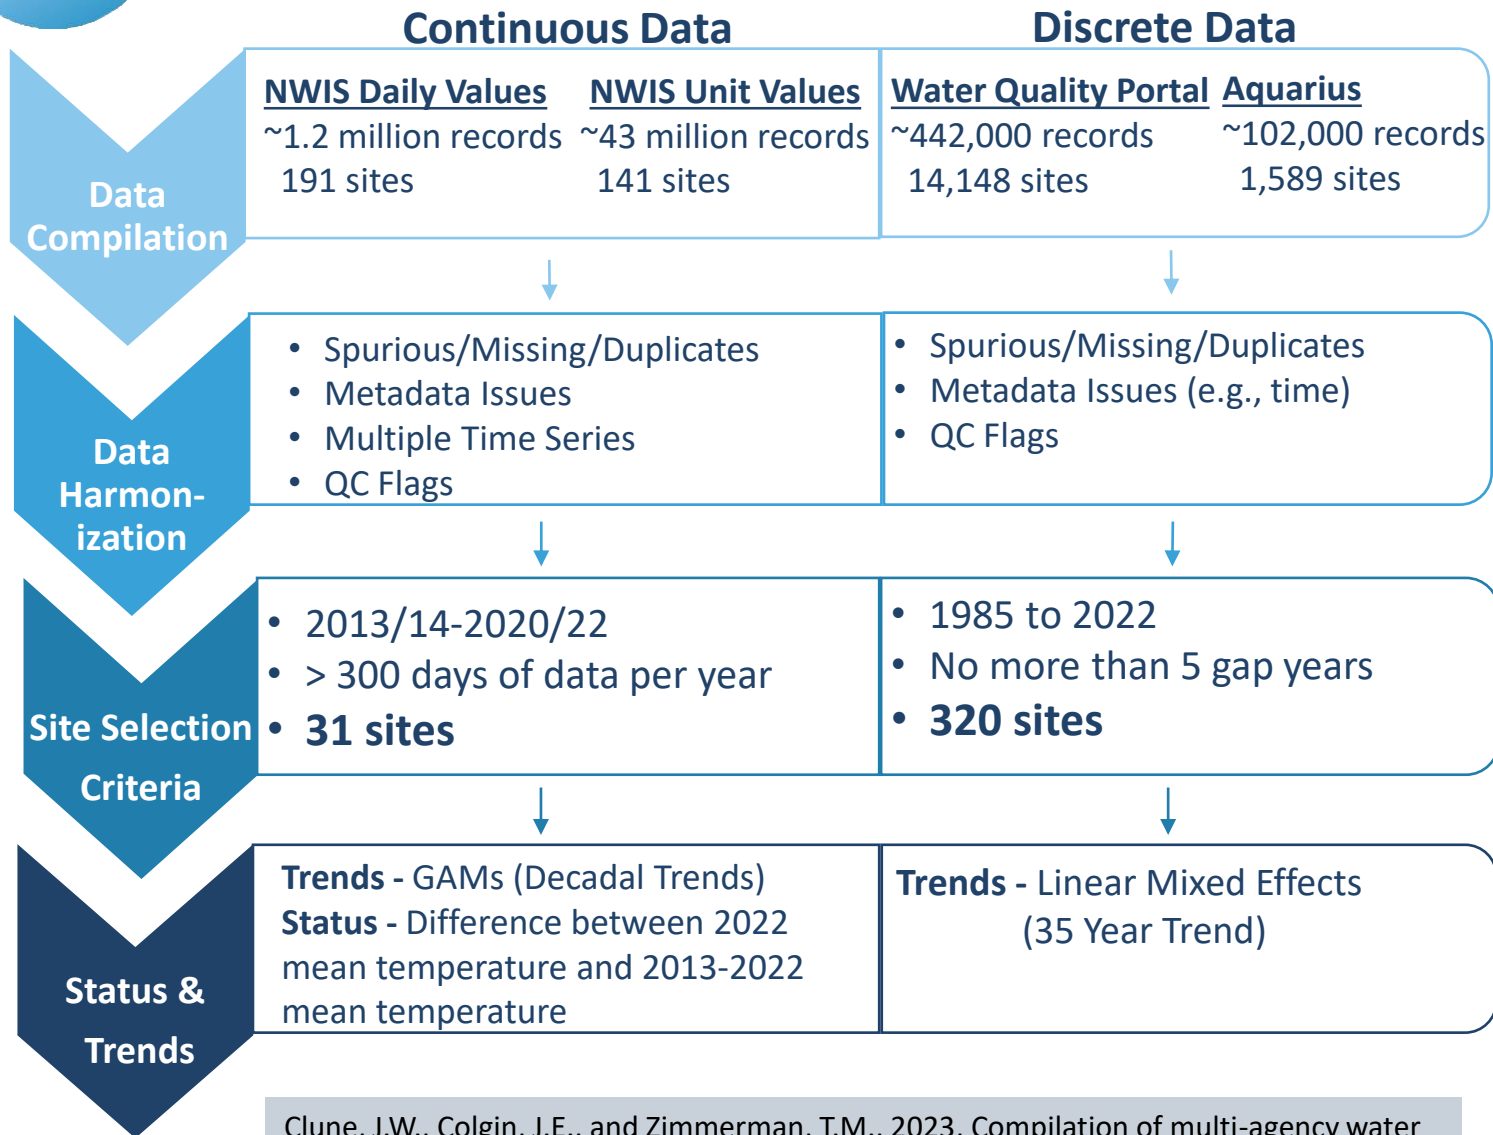 Continuous Data
Discrete Data
Data
Compilation
NWIS Daily Values
~1.2 million records
191 sites
NWIS Unit Values
~43 million records
141 sites
Water Quality Portal
~442,000 records
14,148 sites
Aquarius
~102,000 records
1,589 sites
Data
Harmon-
ization
• Spurious/Missing/Duplicates
• Metadata Issues
• Multiple Time Series
• QC Flags
• Spurious/Missing/Duplicates
• Metadata Issues (e.g., time)
• QC Flags
Site Selection
Criteria
• 2013/14-2020/22
• > 300 days of data per year
• 31 sites
• 1985 to 2022
• No more than 5 gap years
• 320 sites
Status &
Trends
Trends - GAMs (Decadal Trends)
Status - Difference between 2022
mean temperature and 2013-2022
mean temperature
Trends - Linear Mixed Effects
(35 Year Trend)
Clune, J.W., Colgin, J.E., and Zimmerman, T.M., 2023, Compilation of multi-agency water